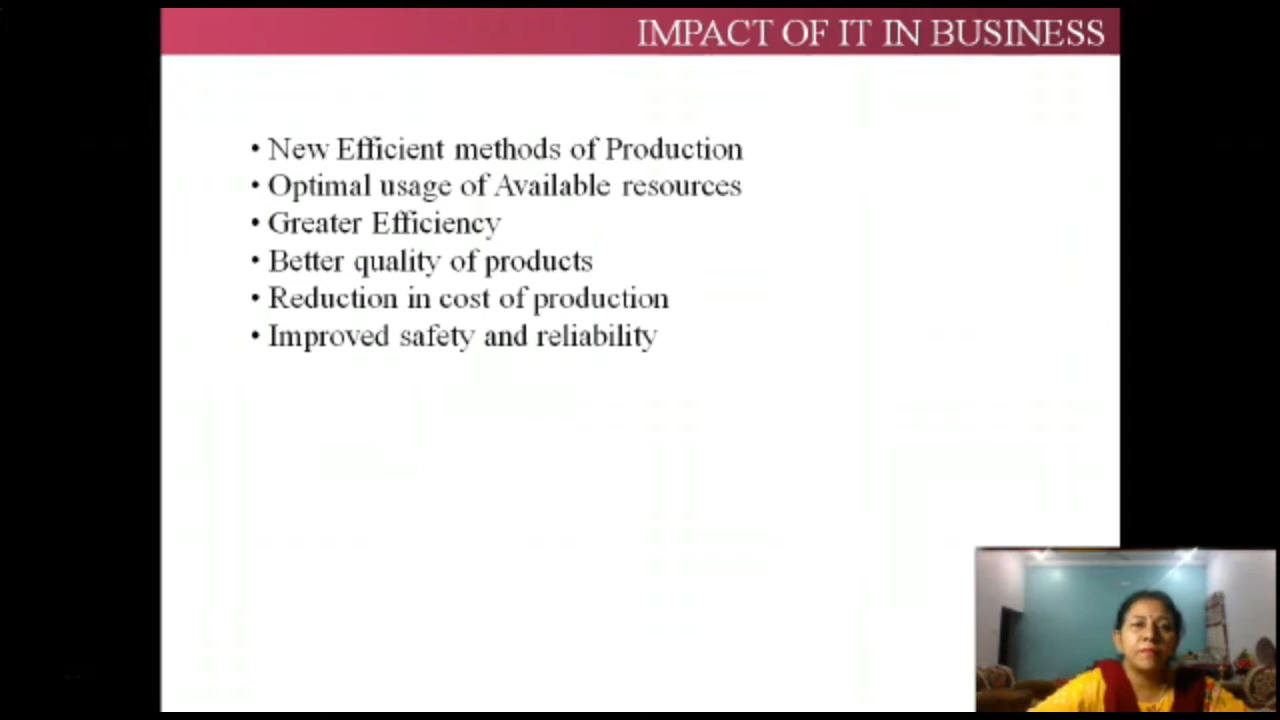 IMPACT OF IT IN BUSINESS
• New Efficient methods of Production
• Optimal usage of Available resources
• Greater Efficiency
• Better quality of products
• Reduction in cost of production
• Improved safety and reliability